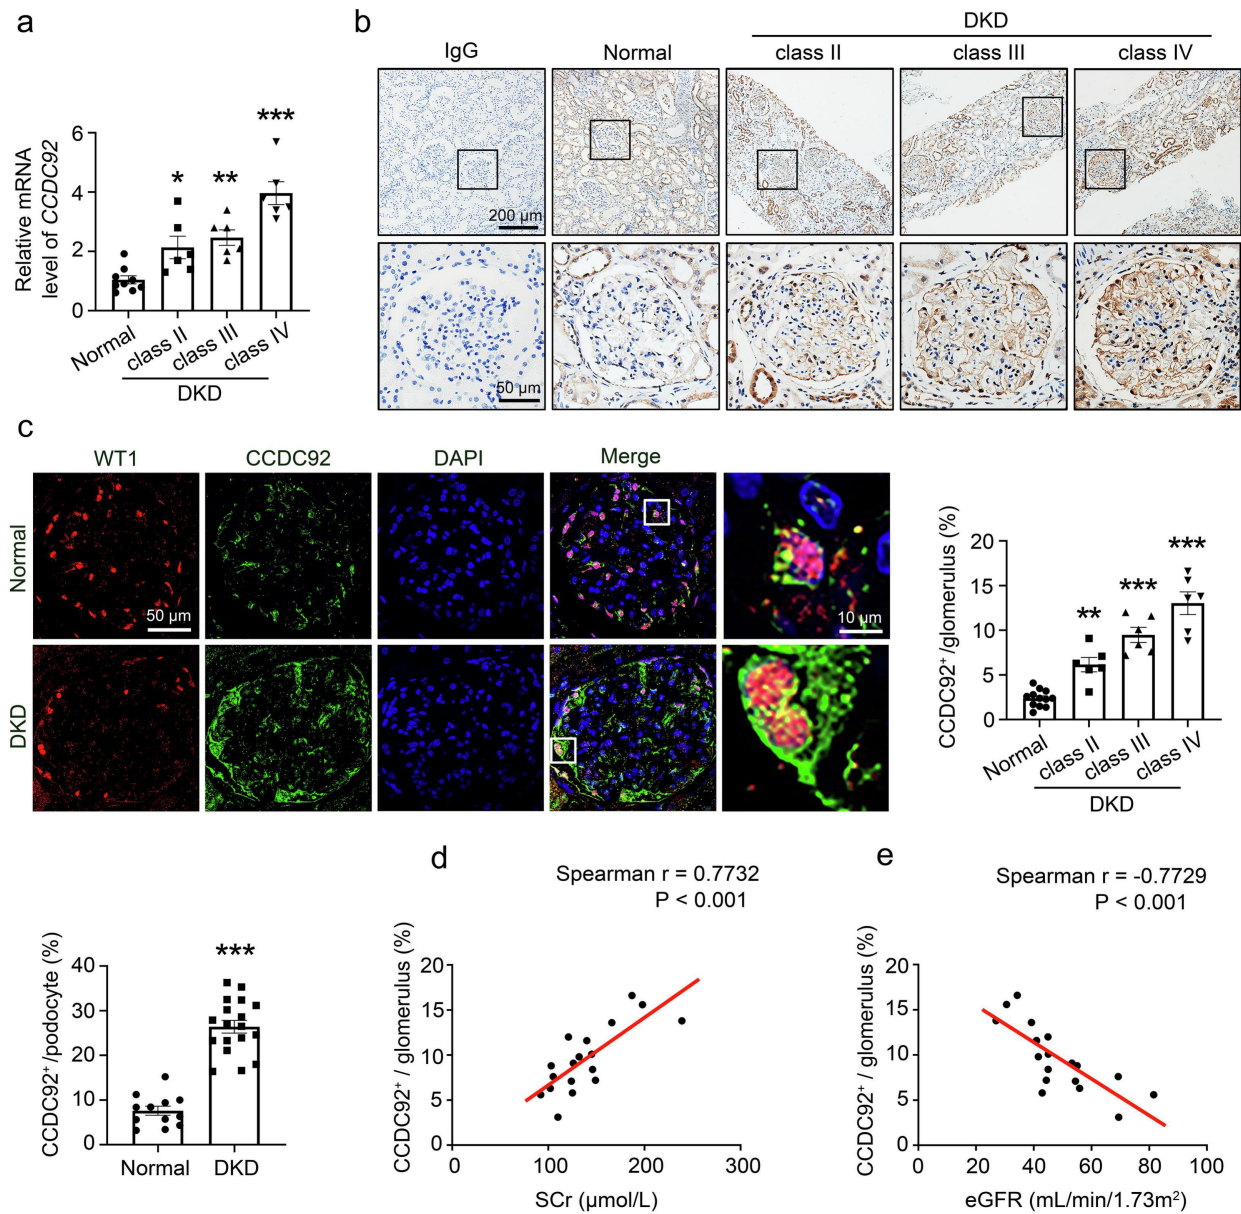 a
Relative mRNA
level of CCDC92
6
4
2
0
*
**
***
Normal
class II
class III
class IV
DKD
b
DKD
IgG
Normal
class II
class III
class IV
200 µm
50 µm
c
WT1
CCDC92
DAPI
Merge
Normal
DKD
50 µm
10 µm
CCDC92⁺/glomerulus (%)
20
15
10
5
0
**
***
***
Normal
class II
class III
class IV
DKD
CCDC92⁺/podocyte (%)
40
30
20
10
0
***
Normal
DKD
d
Spearman r = 0.7732
P < 0.001
CCDC92⁺ / glomerulus (%)
20
15
10
5
0
0
100
200
300
SCr (µmol/L)
e
Spearman r = -0.7729
P < 0.001
CCDC92⁺ / glomerulus (%)
20
15
10
5
0
0
20
40
60
80
100
eGFR (mL/min/1.73m²)